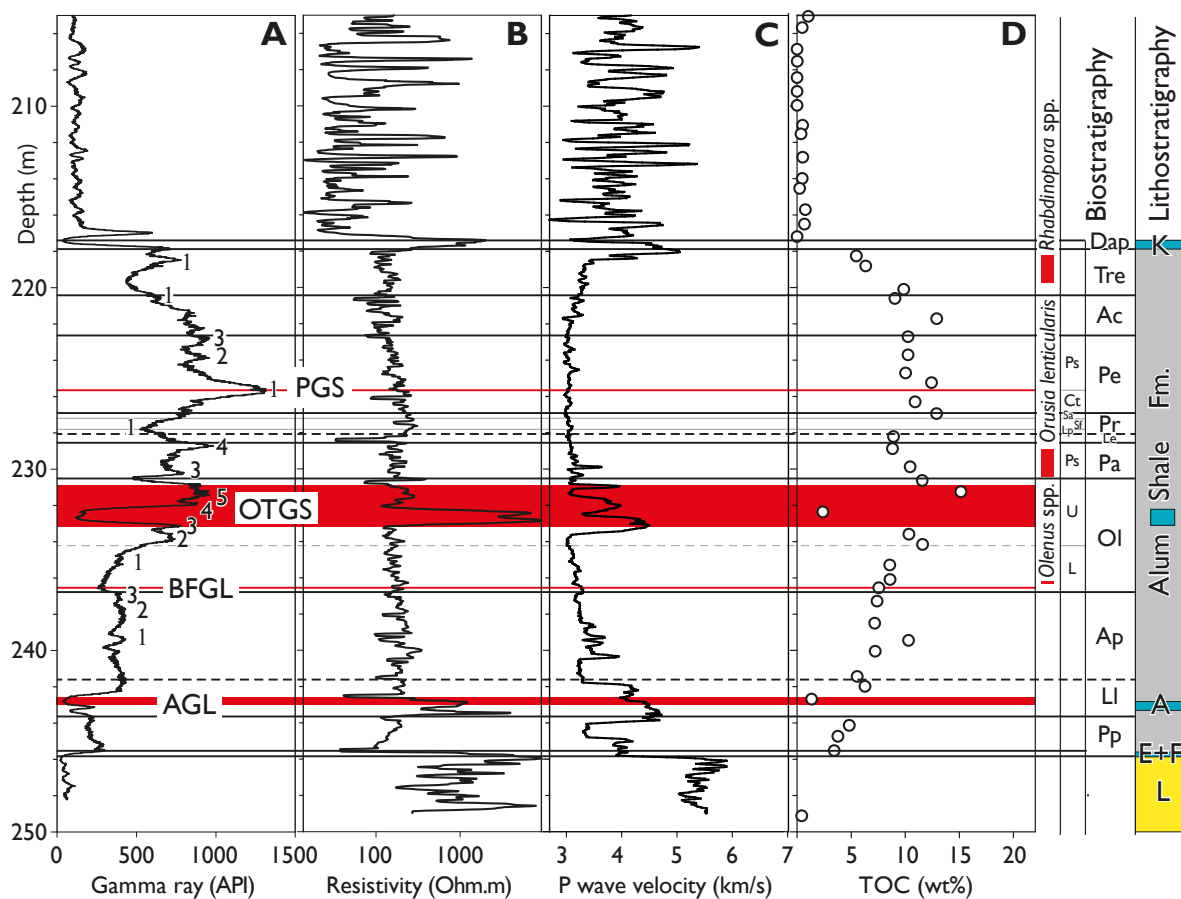 A
B
C
D
Depth (m)
210
220
230
240
250
1
1
3
2
1
1
4
3
5
4
3
2
1
3
2
1
PGS
OTGS
BFGL
AGL
0
500
1000
1500
Gamma ray (API)
100
1000
Resistivity (Ohm.m)
3
4
5
6
7
P wave velocity (km/s)
5
10
15
20
TOC (wt%)
Rhabdinopora spp.
Orusia lenticularis
Olenus spp.
Biostratigraphy
Ps
Ct
Sa
Lp Sf
Le
Ps
U
L
Dap
Tre
Ac
Pe
Pr
Pa
Ol
Ap
Ll
Pp
Lithostratigraphy
K
Alum Shale Fm.
A
E+F
L